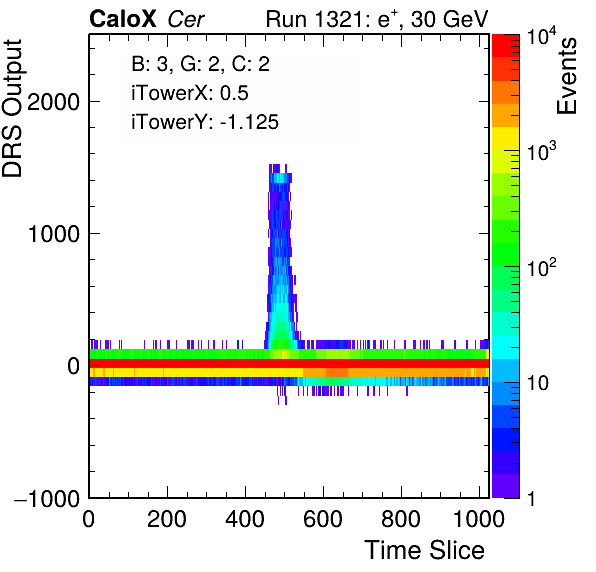 CaloX Cer Run 1321: e⁺, 30 GeV
B: 3, G: 2, C: 2
iTowerX: 0.5
iTowerY: -1.125
DRS Output
2000
1000
0
−1000
0 200 400 600 800 1000
Time Slice
Events
10⁴
10³
10²
10
1